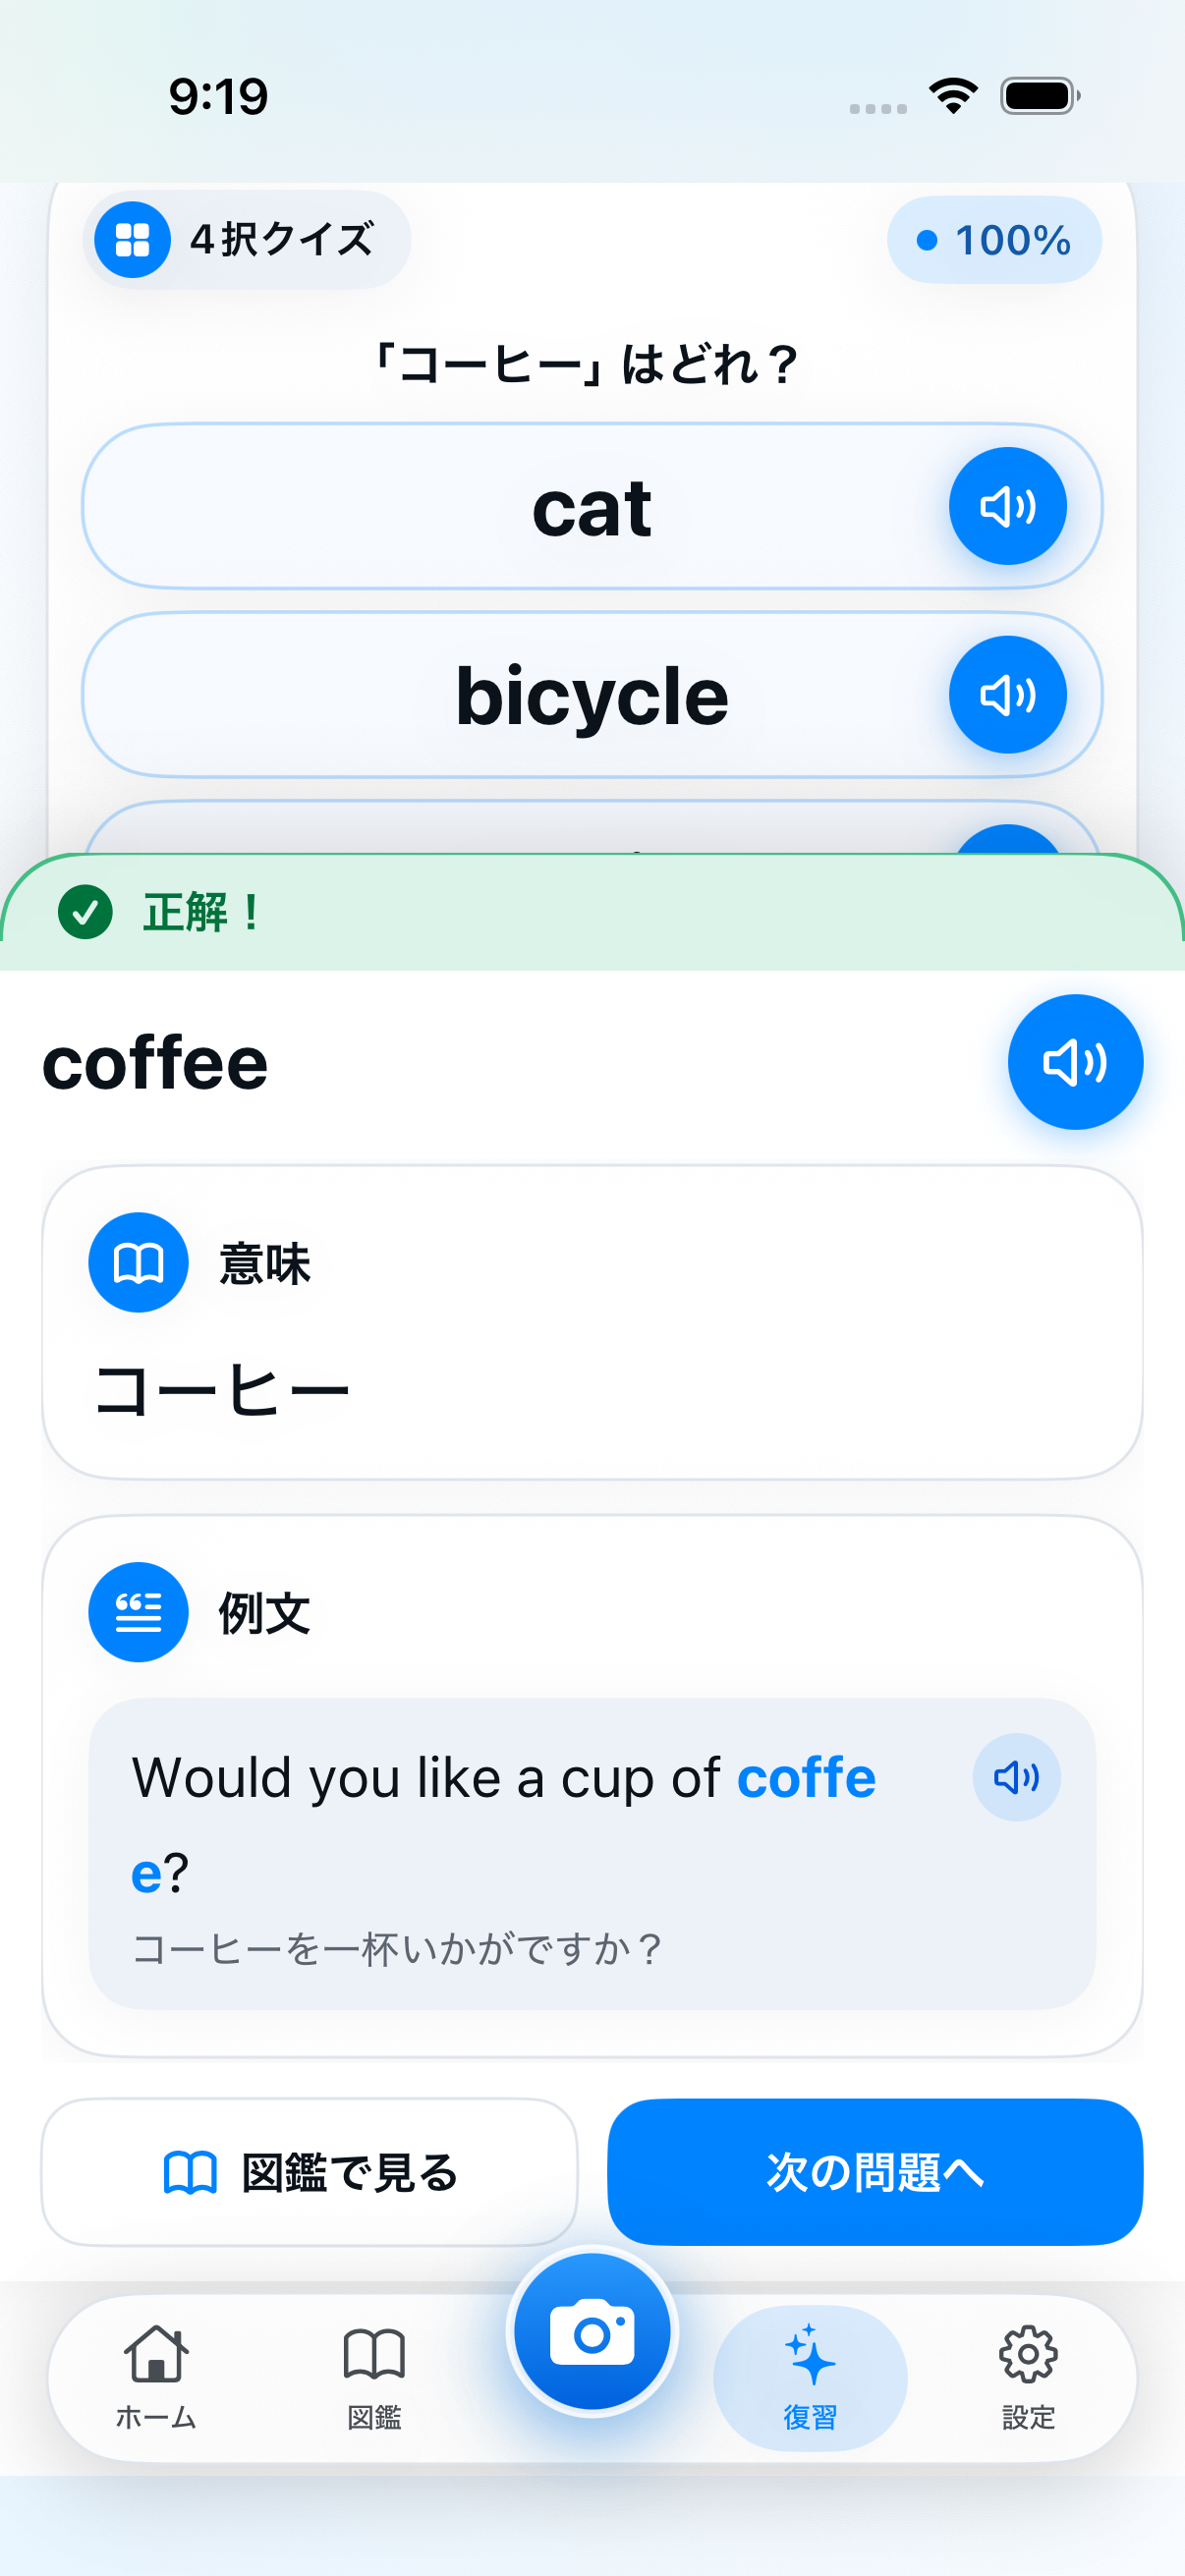 9:19
4択クイズ
100%
「コーヒー」はどれ？
cat
bicycle
正解！
coffee
意味
コーヒー
例文
Would you like a cup of coffe
e?
コーヒーを一杯いかがですか？
図鑑で見る
次の問題へ
ホーム
図鑑
復習
設定